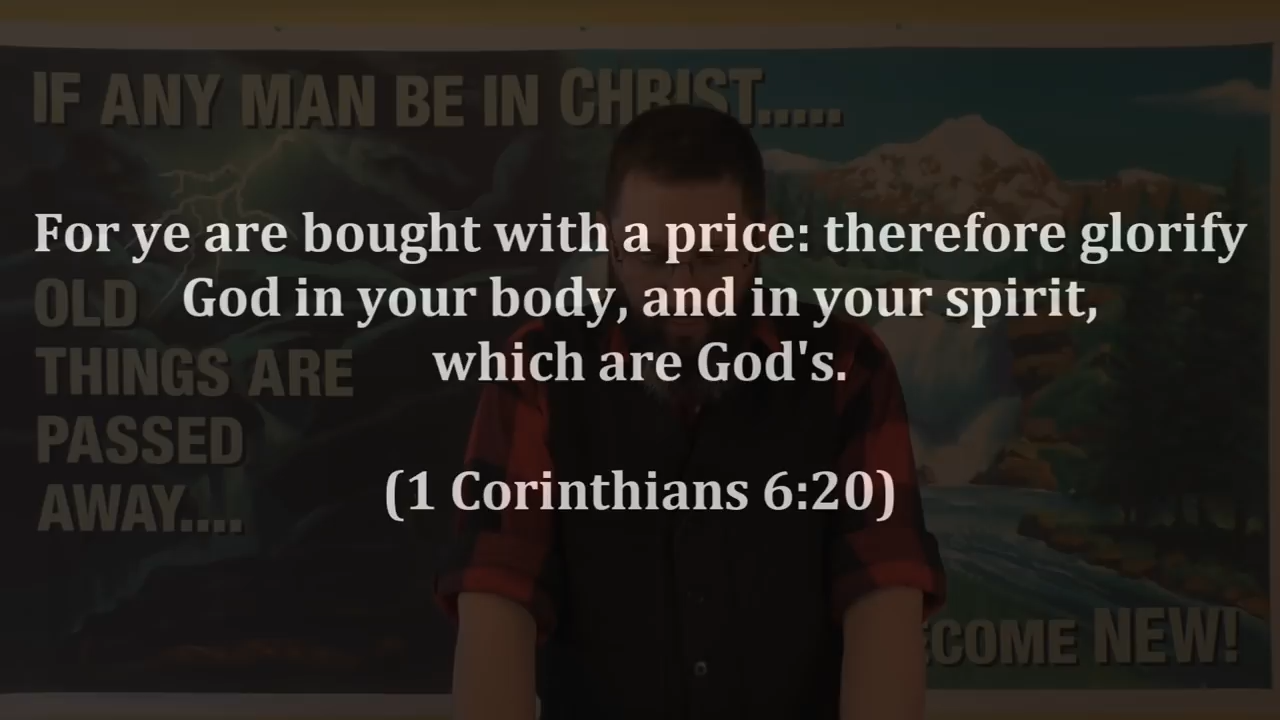 IF ANY MAN BE IN CHRIST.....
For ye are bought with a price: therefore glorify
God in your body, and in your spirit,
which are God's.
(1 Corinthians 6:20)
OLD
THINGS ARE
PASSED
AWAY....
ECOME NEW!